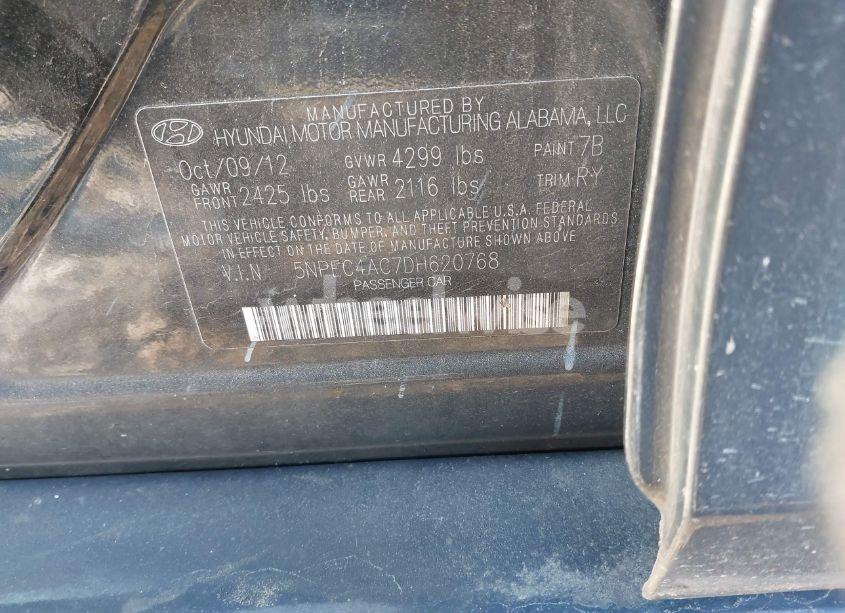 MANUFACTURED BY
HYUNDAI MOTOR MANUFACTURING ALABAMA, LLC
Oct/09/12 GVWR 4299 lbs PAINT 7B
GAWR FRONT 2425 lbs GAWR REAR 2116 lbs TRIM RY
THIS VEHICLE CONFORMS TO ALL APPLICABLE U.S.A. FEDERAL
MOTOR VEHICLE SAFETY, BUMPER, AND THEFT PREVENTION STANDARDS
IN EFFECT ON THE DATE OF MANUFACTURE SHOWN ABOVE
V.I.N 5NPEC4AC7DH620768
PASSENGER CAR